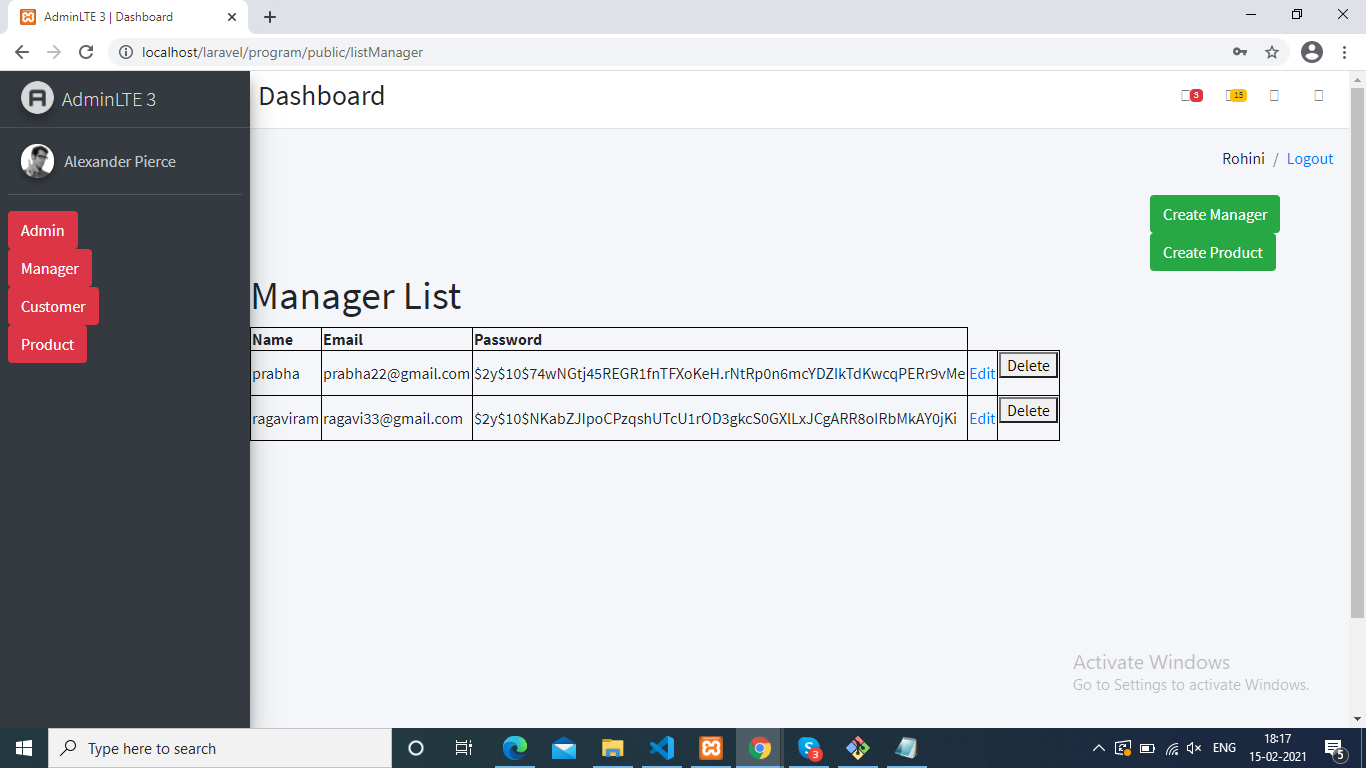 AdminLTE 3 | Dashboard
localhost/laravel/program/public/listManager
AdminLTE 3
Dashboard
3
15
Alexander Pierce
Rohini / Logout
Admin
Manager
Customer
Product
Create Manager
Create Product
Manager List
Name Email Password
prabha prabha22@gmail.com $2y$10$74wNGtj45REGR1fnTFXoKeH.rNtRp0n6mcYDZIkTdKwcqPERr9vMe Edit Delete
ragaviram ragavi33@gmail.com $2y$10$NKabZJIpoCPzqshUTcU1rOD3gkcS0GXlLxJCgARR8oIRbMkAY0jKi Edit Delete
Activate Windows
Go to Settings to activate Windows.
Type here to search
3
ENG
18:17
15-02-2021
5